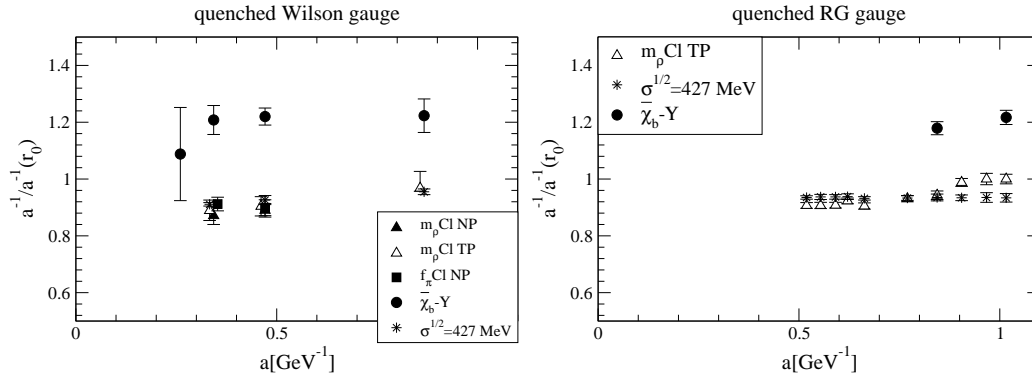 quenched Wilson gauge
a⁻¹/a⁻¹(r₀)
1.4
1.2
1
0.8
0.6
0
0.5
a[GeV⁻¹]
m_ρCl NP
m_ρCl TP
f_πCl NP
χ̄_b-Υ
σ^{1/2}=427 MeV
quenched RG gauge
a⁻¹/a⁻¹(r₀)
1.4
1.2
1
0.8
0.6
0
0.5
1
a[GeV⁻¹]
m_ρCl TP
σ^{1/2}=427 MeV
χ̄_b-Υ